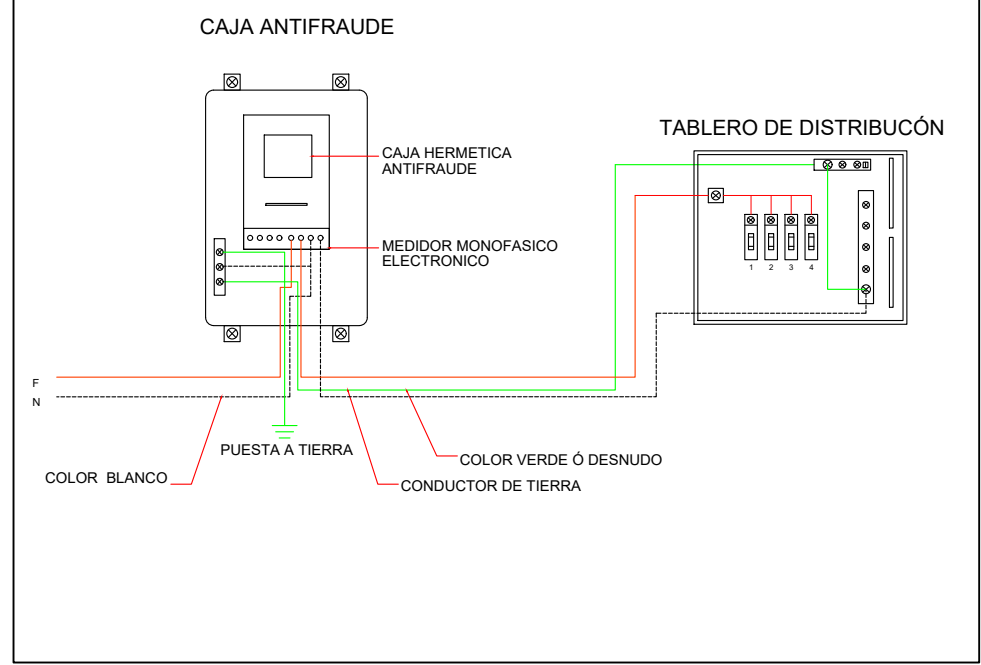 CAJA ANTIFRAUDE
TABLERO DE DISTRIBUCÓN
CAJA HERMETICA
ANTIFRAUDE
MEDIDOR MONOFASICO
ELECTRONICO
1 2 3 4
F
N
PUESTA A TIERRA
COLOR VERDE Ó DESNUDO
COLOR BLANCO
CONDUCTOR DE TIERRA